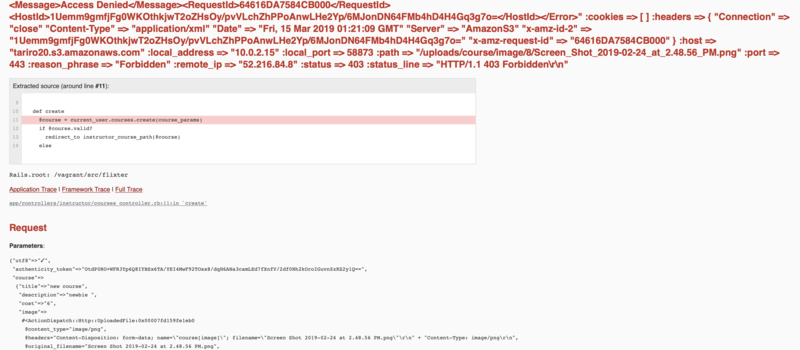 <Message>Access Denied</Message><RequestId>64616DA7584CB000</RequestId>
<HostId>1Uemm9gmfjFg0WKOthkjwT2oZHsOy/pvVLchZhPPoAnwLHe2Yp/6MJonDN64FMb4hD4H4Gq3g7o=</HostId></Error>" :cookies => [ ] :headers => { "Connection" =>
"close" "Content-Type" => "application/xml" "Date" => "Fri, 15 Mar 2019 01:21:09 GMT" "Server" => "AmazonS3" "x-amz-id-2" =>
"1Uemm9gmfjFg0WKOthkjwT2oZHsOy/pvVLchZhPPoAnwLHe2Yp/6MJonDN64FMb4hD4H4Gq3g7o=" "x-amz-request-id" => "64616DA7584CB000" } :host =>
"tariro20.s3.amazonaws.com" :local_address => "10.0.2.15" :local_port => 58873 :path => "/uploads/course/image/8/Screen_Shot_2019-02-24_at_2.48.56_PM.png" :port =>
443 :reason_phrase => "Forbidden" :remote_ip => "52.216.84.8" :status => 403 :status_line => "HTTP/1.1 403 Forbidden\r\n"
Extracted source (around line #11):
9
10 def create
11 @course = current_user.courses.create(course_params)
12 if @course.valid?
13 redirect_to instructor_course_path(@course)
14 else
Rails.root: /vagrant/src/flixter
Application Trace | Framework Trace | Full Trace
app/controllers/instructor/courses_controller.rb:11:in `create'
Request
Parameters:
{"utf8"=>"✓",
"course"=>
{"title"=>"new course",
"description"=>"newbie ",
"cost"=>"6",
"image"=>
#<ActionDispatch::Http::UploadedFile:0x00007fd159fe1eb0
@content_type="image/png",
@headers="Content-Disposition: form-data; name=\"course[image]\"; filename=\"Screen Shot 2019-02-24 at 2.48.56 PM.png\"\r\n" + "Content-Type: image/png\r\n",
@original_filename="Screen Shot 2019-02-24 at 2.48.56 PM.png",